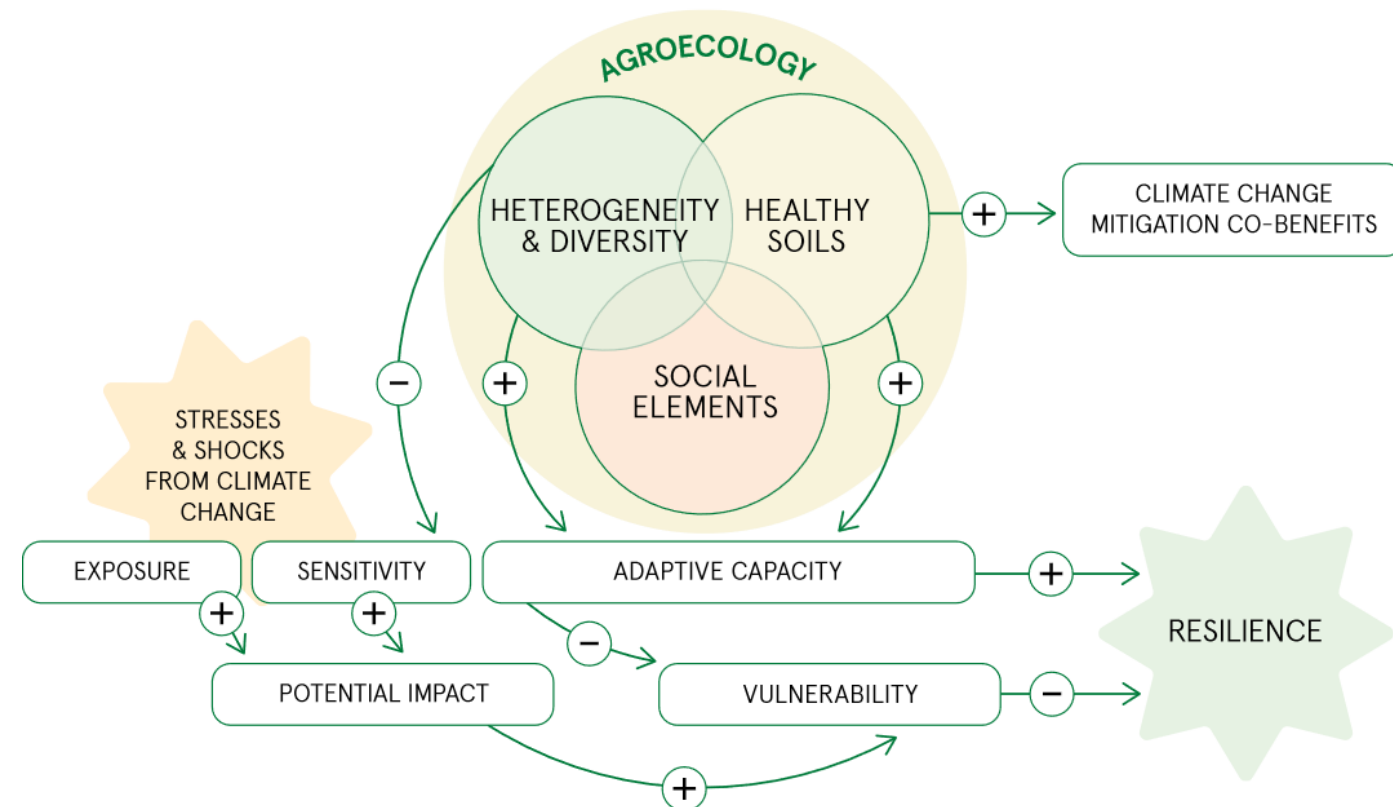 AGROECOLOGY
HETEROGENEITY
& DIVERSITY
HEALTHY
SOILS
+
CLIMATE CHANGE
MITIGATION CO-BENEFITS
SOCIAL
ELEMENTS
−
+
+
STRESSES
& SHOCKS
FROM CLIMATE
CHANGE
EXPOSURE
SENSITIVITY
ADAPTIVE CAPACITY
+
+
+
−
RESILIENCE
POTENTIAL IMPACT
VULNERABILITY
−
+